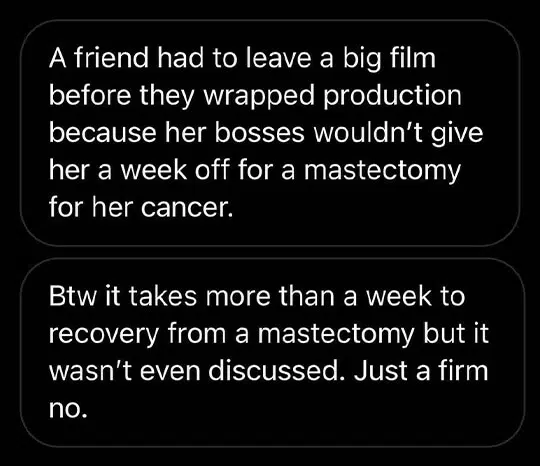 A friend had to leave a big film
before they wrapped production
because her bosses wouldn’t give
her a week off for a mastectomy
for her cancer.
Btw it takes more than a week to
recovery from a mastectomy but it
wasn’t even discussed. Just a firm
no.